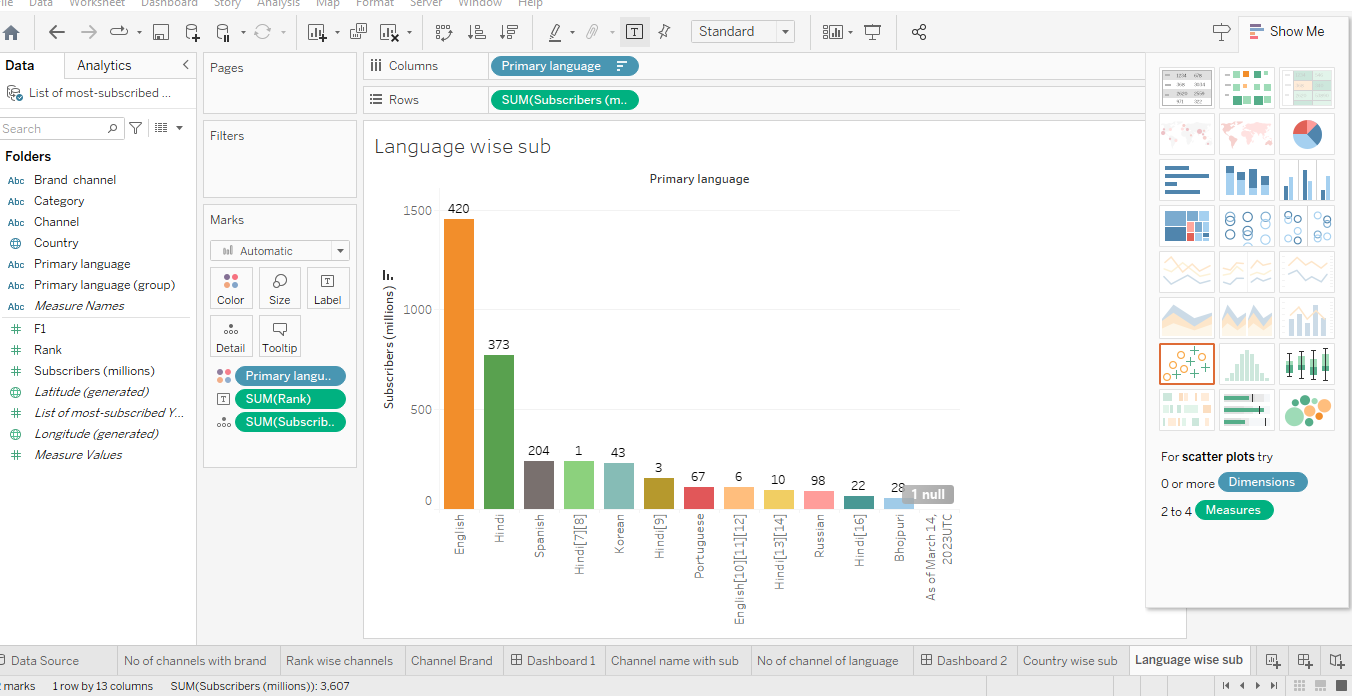 Data Worksheet Dashboard Story Analysis Map Format Server Window Help
Standard
Show Me
Data Analytics
List of most-subscribed ...
Search
Folders
Abc Brand channel
Abc Category
Abc Channel
Country
Abc Primary language
Abc Primary language (group)
Abc Measure Names
F1
Rank
Subscribers (millions)
Latitude (generated)
List of most-subscribed Y...
Longitude (generated)
Measure Values
Pages
Filters
Marks
Automatic
Color Size Label
Detail Tooltip
Primary langu..
SUM(Rank)
SUM(Subscrib..
Columns Primary language
Rows SUM(Subscribers (m..
Language wise sub
Primary language
Subscribers (millions)
1500
1000
500
0
420
373
204
1
43
3
67
6
10
98
22
28
1 null
English
Hindi
Spanish
Hindi[7][8]
Korean
Hindi[9]
Portuguese
English[10][11][12]
Hindi[13][14]
Russian
Hindi[16]
Bhojpuri
As of March 14,
2023UTC
For scatter plots try
0 or more Dimensions
2 to 4 Measures
Data Source No of channels with brand Rank wise channels Channel Brand Dashboard 1 Channel name with sub No of channel of language Dashboard 2 Country wise sub Language wise sub
marks 1 row by 13 columns SUM(Subscribers (millions)): 3,607